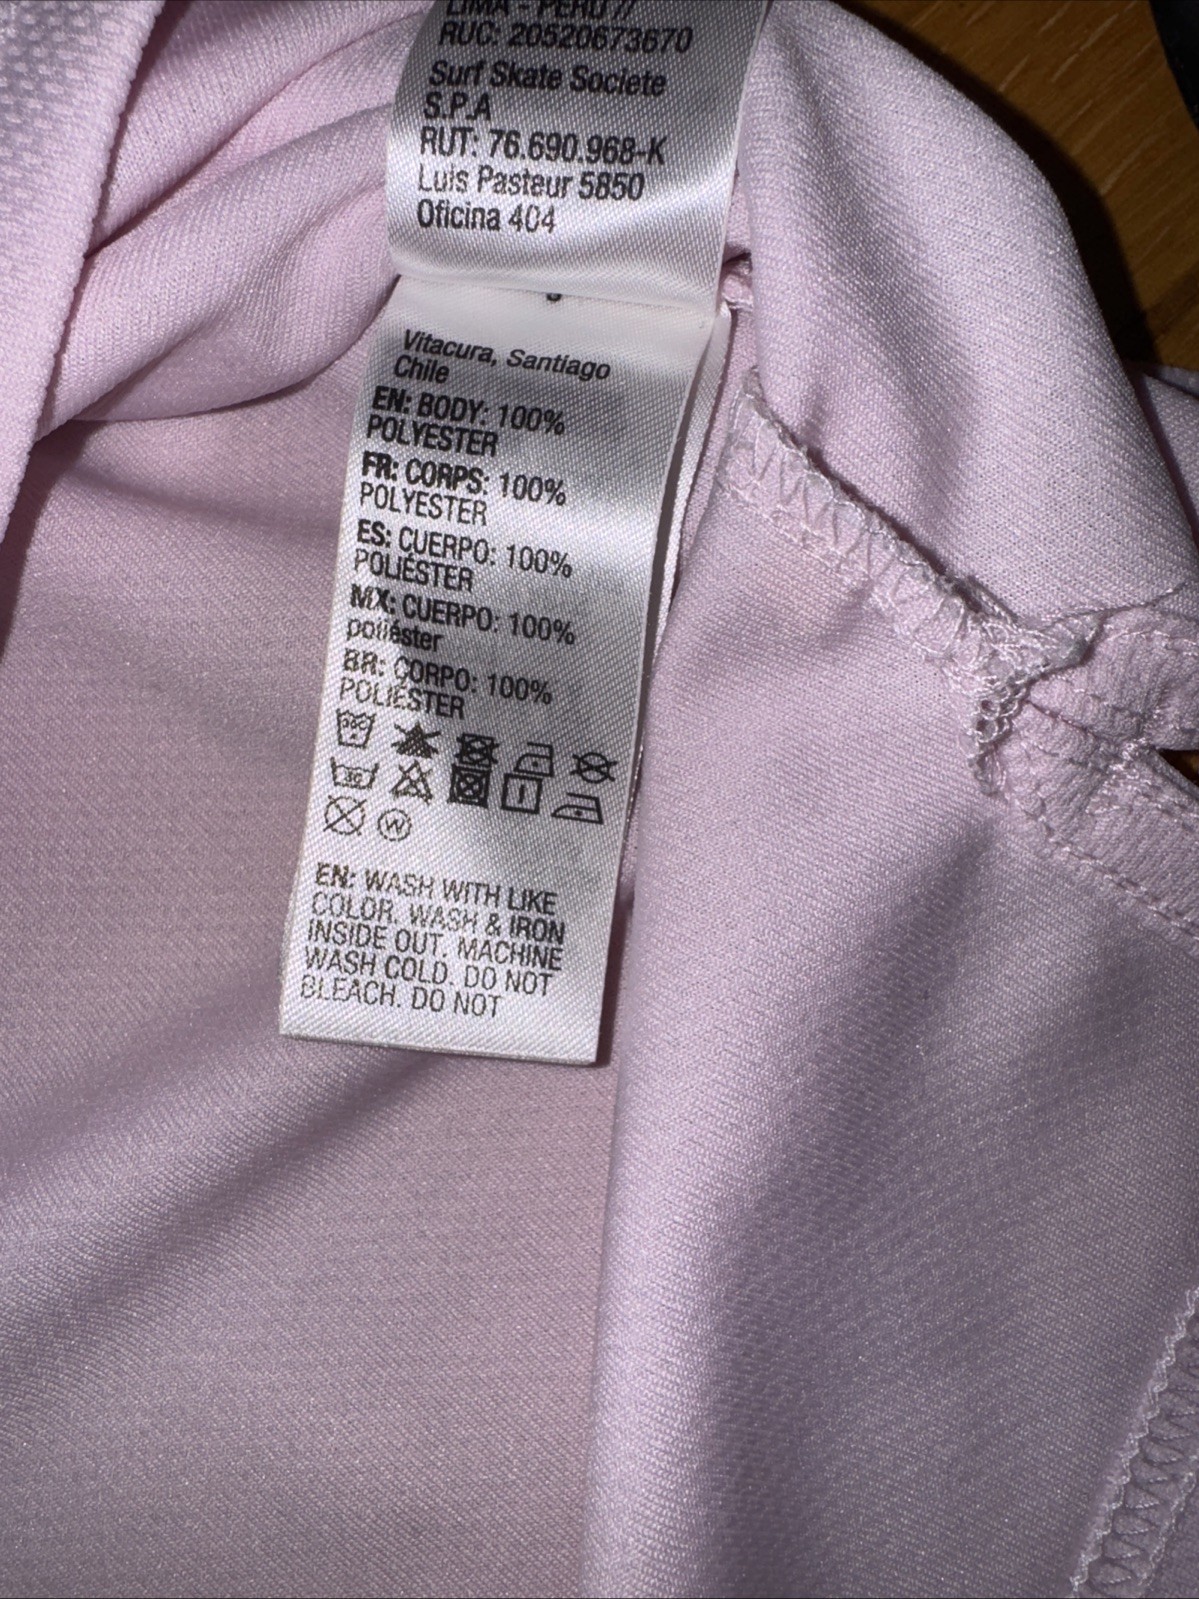 LIMA - PERU //
RUC: 20520673670
Surf Skate Societe
S.P.A
RUT: 76.690.968-K
Luis Pasteur 5850
Oficina 404
Vitacura, Santiago
Chile
EN: BODY: 100%
POLYESTER
FR: CORPS: 100%
POLYESTER
ES: CUERPO: 100%
POLIÉSTER
MX: CUERPO: 100%
poliéster
BR: CORPO: 100%
POLIÉSTER
W
EN: WASH WITH LIKE
COLOR. WASH & IRON
INSIDE OUT. MACHINE
WASH COLD. DO NOT
BLEACH. DO NOT